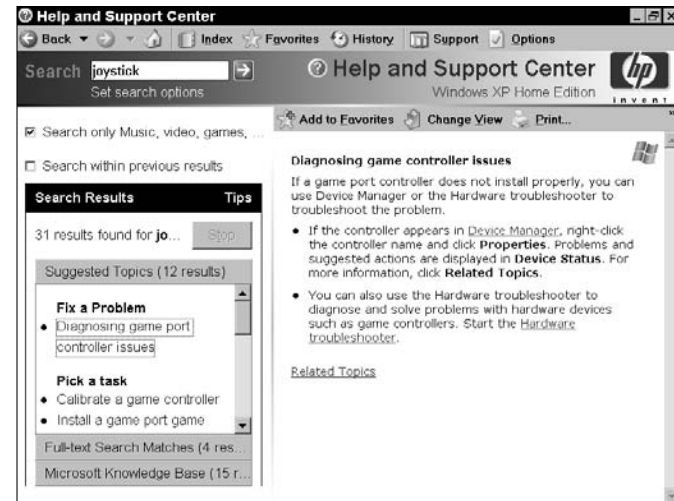 Help and Support Center
Back
Index
Favorites
History
Support
Options
Search
joystick
Set search options
Help and Support Center
Windows XP Home Edition
hp
invent
Search only Music, video, games, ...
Search within previous results
Search Results Tips
31 results found for jo...
Stop
Suggested Topics (12 results)
Fix a Problem
• Diagnosing game port
controller issues
Pick a task
• Calibrate a game controller
• Install a game port game
Full-text Search Matches (4 res...
Microsoft Knowledge Base (15 r...
Add to Favorites
Change View
Print...
»
Diagnosing game controller issues
If a game port controller does not install properly, you can
use Device Manager or the Hardware troubleshooter to
troubleshoot the problem.
• If the controller appears in Device Manager, right-click
the controller name and click Properties. Problems and
suggested actions are displayed in Device Status. For
more information, click Related Topics.
• You can also use the Hardware troubleshooter to
diagnose and solve problems with hardware devices
such as game controllers. Start the Hardware
troubleshooter.
Related Topics